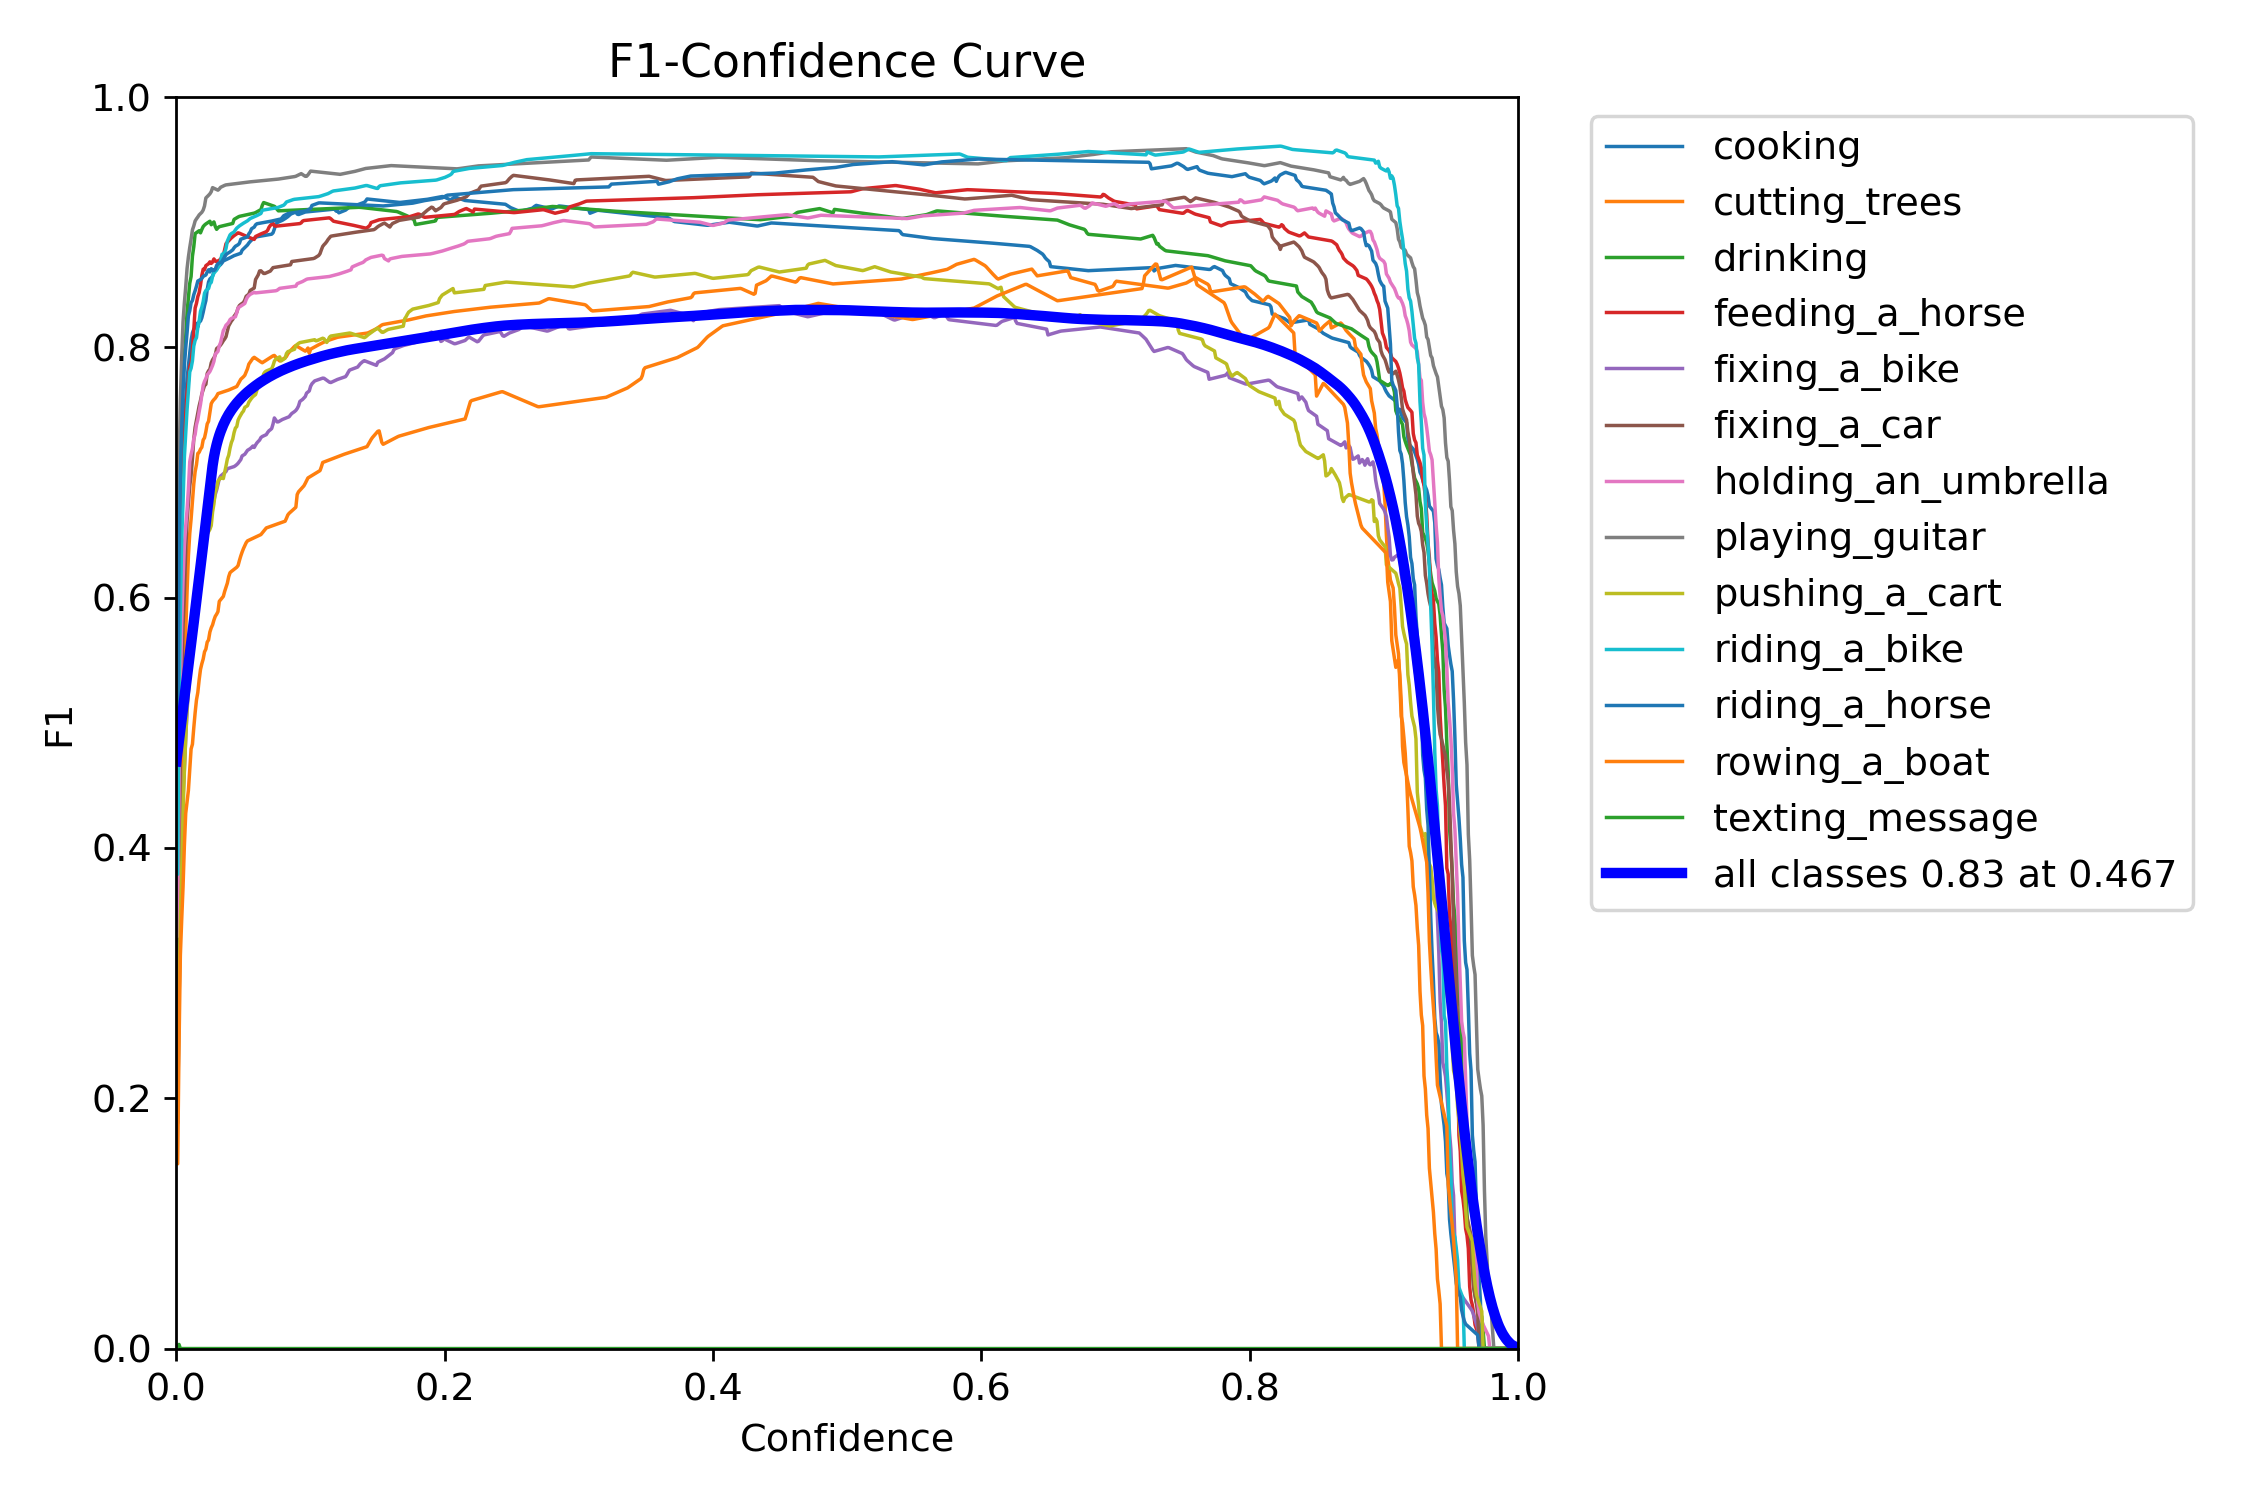 F1-Confidence Curve
1.0
0.8
0.6
0.4
0.2
0.0
F1
0.0 0.2 0.4 0.6 0.8 1.0
Confidence
cooking
cutting_trees
drinking
feeding_a_horse
fixing_a_bike
fixing_a_car
holding_an_umbrella
playing_guitar
pushing_a_cart
riding_a_bike
riding_a_horse
rowing_a_boat
texting_message
all classes 0.83 at 0.467